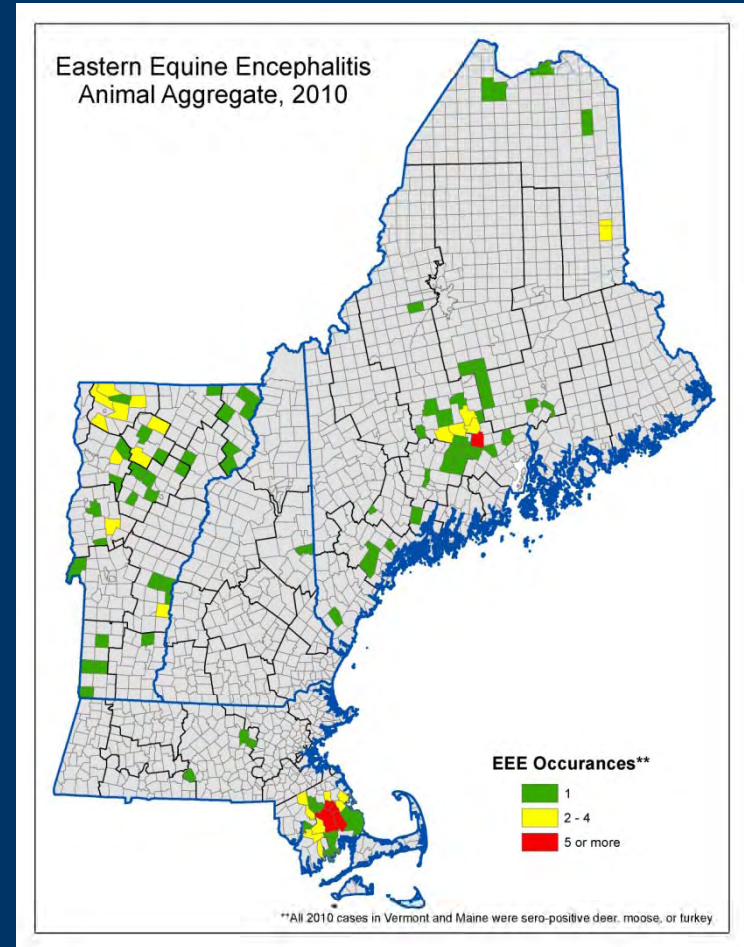 Eastern Equine Encephalitis
Animal Aggregate, 2010
EEE Occurances**
1
2 - 4
5 or more
**All 2010 cases in Vermont and Maine were sero-positive deer, moose, or turkey